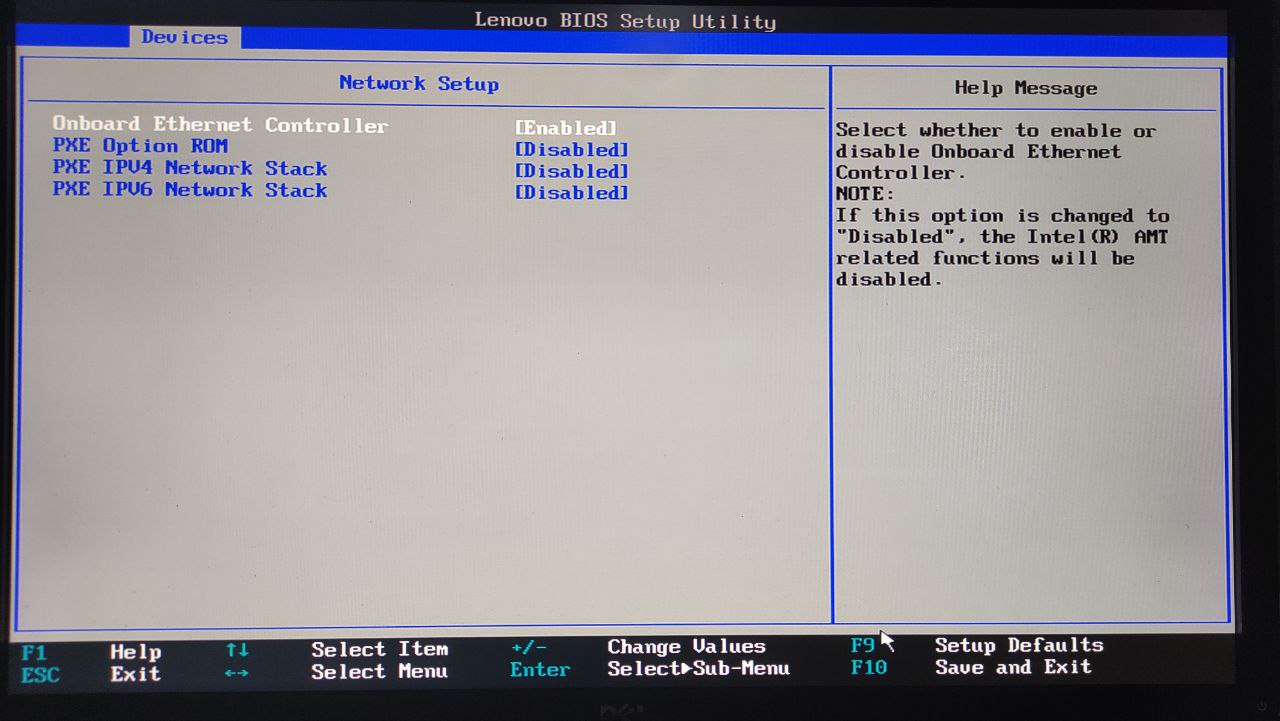 Lenovo BIOS Setup Utility
Devices
Network Setup
Onboard Ethernet Controller [Enabled]
PXE Option ROM [Disabled]
PXE IPV4 Network Stack [Disabled]
PXE IPV6 Network Stack [Disabled]
Help Message
Select whether to enable or
disable Onboard Ethernet
Controller.
NOTE:
If this option is changed to
"Disabled", the Intel(R) AMT
related functions will be
disabled.
F1 Help ↑↓ Select Item +/- Change Values F9 Setup Defaults
ESC Exit ←→ Select Menu Enter Select▶Sub-Menu F10 Save and Exit